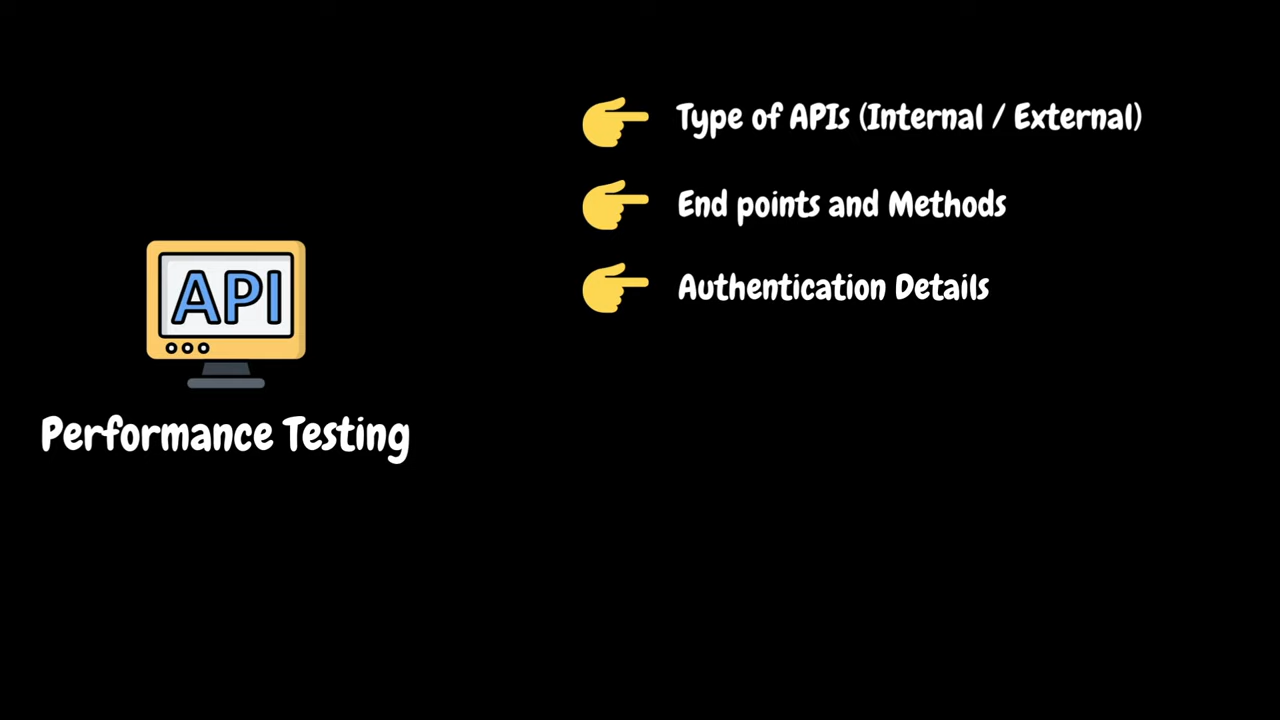 Type of APIs (Internal / External)
End points and Methods
Authentication Details
API
Performance Testing